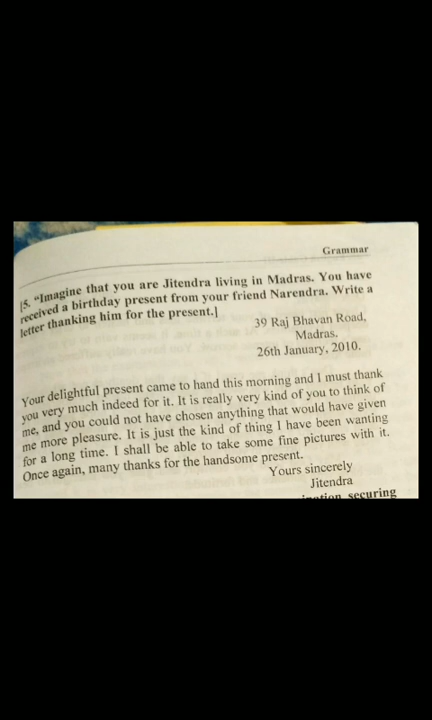 Grammar
[5. "Imagine that you are Jitendra living in Madras. You have
received a birthday present from your friend Narendra. Write a
letter thanking him for the present.]
39 Raj Bhavan Road,
Madras.
26th January, 2010.
Your delightful present came to hand this morning and I must thank
you very much indeed for it. It is really very kind of you to think of
me, and you could not have chosen anything that would have given
me more pleasure. It is just the kind of thing I have been wanting
for a long time. I shall be able to take some fine pictures with it.
Once again, many thanks for the handsome present.
Yours sincerely
Jitendra
securing